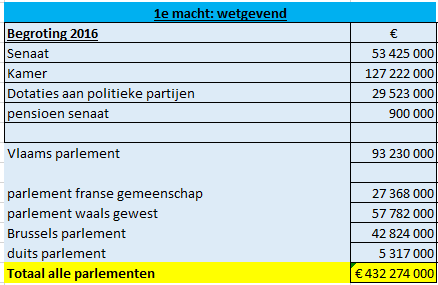 1e macht: wetgevend
Begroting 2016 €
Senaat 53 425 000
Kamer 127 222 000
Dotaties aan politieke partijen 29 523 000
pensioen senaat 900 000
Vlaams parlement 93 230 000
parlement franse gemeenschap 27 368 000
parlement waals gewest 57 782 000
Brussels parlement 42 824 000
duits parlement 5 317 000
Totaal alle parlementen € 432 274 000